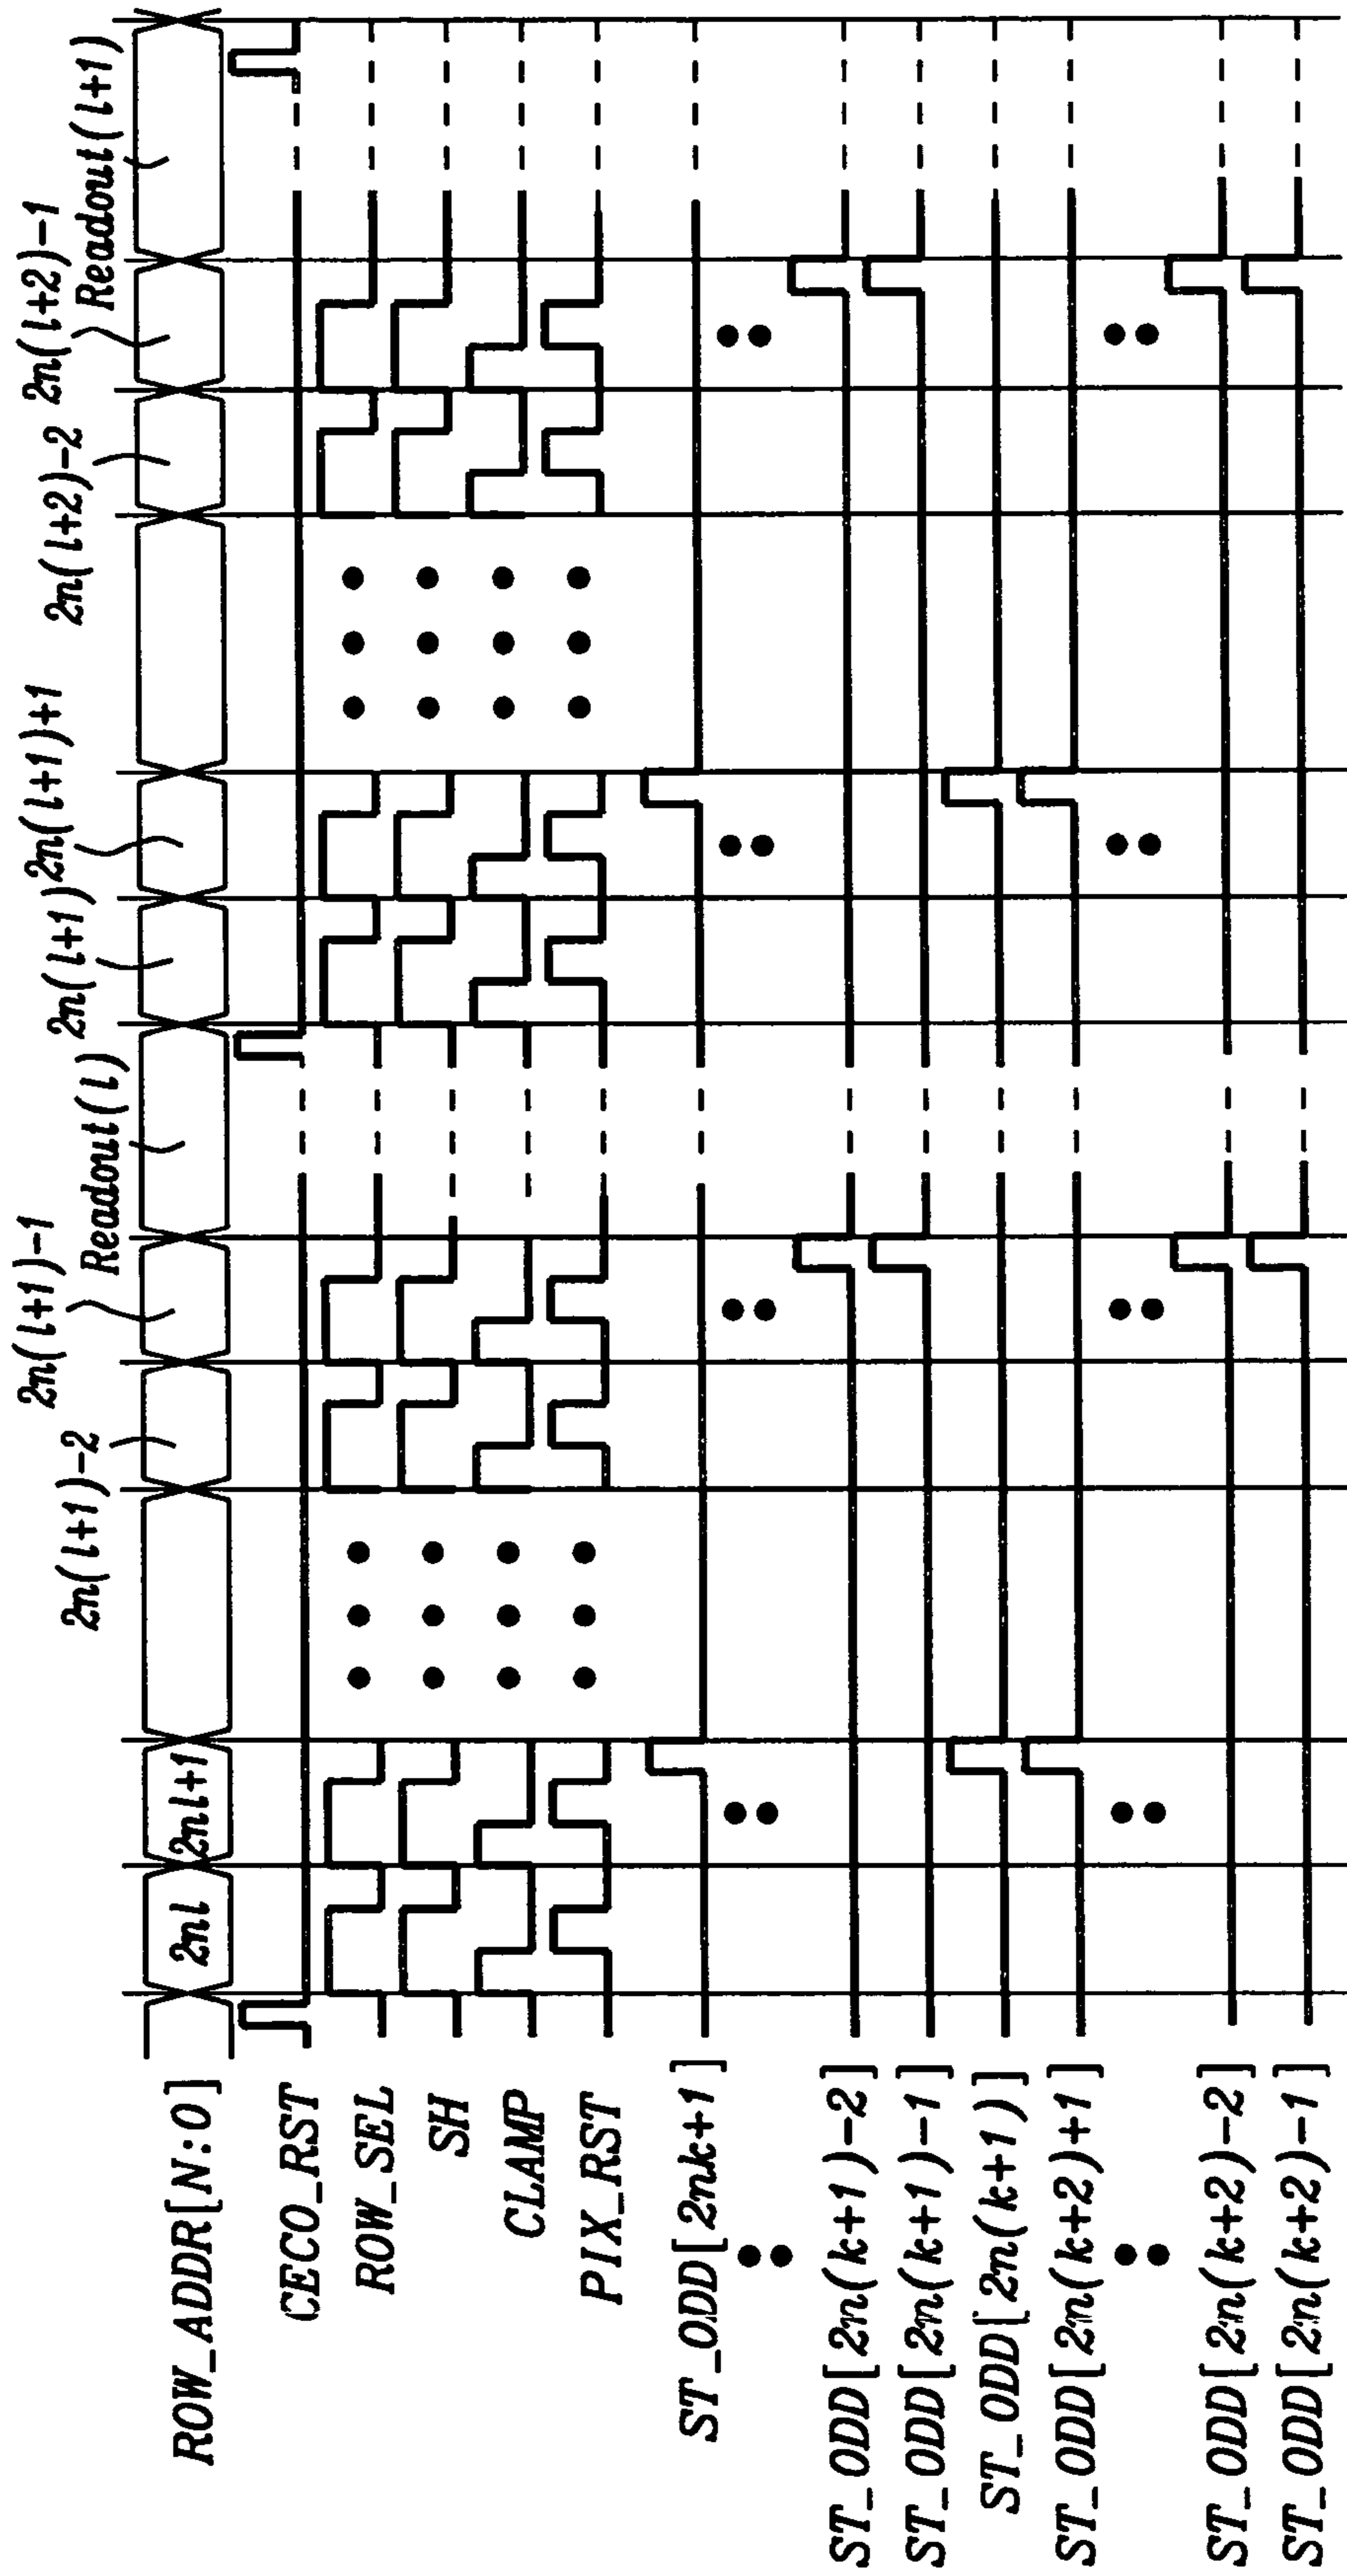 ROW_ADDR[N:0]
2nl
2nl+1
2n(l+1)-2
2n(l+1)-1
Readout(l)
2n(l+1)
2n(l+1)+1
2n(l+2)-2
2n(l+2)-1
Readout(l+1)
CECO_RST
ROW_SEL
SH
CLAMP
PIX_RST
ST_ODD[2nk+1]
ST_ODD[2n(k+1)-2]
ST_ODD[2n(k+1)-1]
ST_ODD[2n(k+1)]
ST_ODD[2n(k+2)+1]
ST_ODD[2n(k+2)-2]
ST_ODD[2n(k+2)-1]